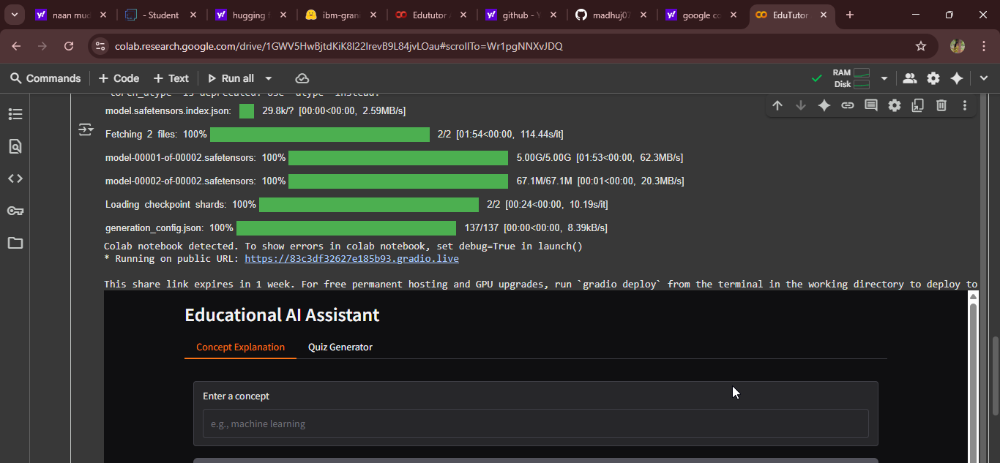 naan mud
- Student
hugging f
ibm-grani
Edututor A
github - Y
madhuj07
google co
EduTutor
colab.research.google.com/drive/1GWV5HwBjtdKiK8l22IrevB9L84jvLOau#scrollTo=Wr1pgNNXvJDQ
Commands + Code + Text Run all
RAM
Disk
`torch_dtype` is deprecated! Use `dtype` instead!
model.safetensors.index.json: 29.8k/? [00:00<00:00, 2.59MB/s]
Fetching 2 files: 100% 2/2 [01:54<00:00, 114.44s/it]
model-00001-of-00002.safetensors: 100% 5.00G/5.00G [01:53<00:00, 62.3MB/s]
model-00002-of-00002.safetensors: 100% 67.1M/67.1M [00:01<00:00, 20.3MB/s]
Loading checkpoint shards: 100% 2/2 [00:24<00:00, 10.19s/it]
generation_config.json: 100% 137/137 [00:00<00:00, 8.39kB/s]
Colab notebook detected. To show errors in colab notebook, set debug=True in launch()
* Running on public URL: https://83c3df32627e185b93.gradio.live
This share link expires in 1 week. For free permanent hosting and GPU upgrades, run `gradio deploy` from the terminal in the working directory to deploy to
Educational AI Assistant
Concept Explanation Quiz Generator
Enter a concept
e.g., machine learning